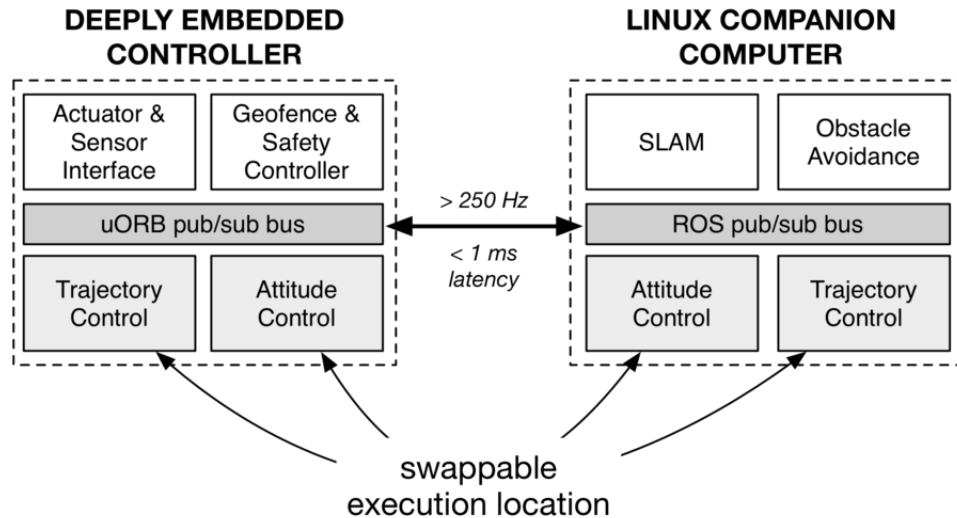 DEEPLY EMBEDDED
CONTROLLER
Actuator &
Sensor
Interface
Geofence &
Safety
Controller
uORB pub/sub bus
Trajectory
Control
Attitude
Control
> 250 Hz
< 1 ms
latency
LINUX COMPANION
COMPUTER
SLAM
Obstacle
Avoidance
ROS pub/sub bus
Attitude
Control
Trajectory
Control
swappable
execution location